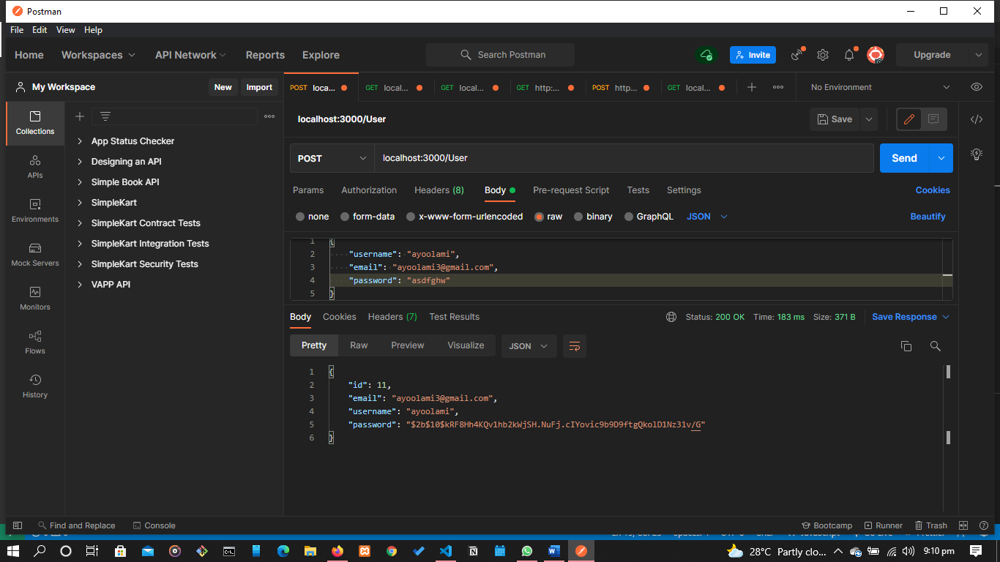 Postman
File Edit View Help
Home Workspaces API Network Reports Explore Search Postman Invite Upgrade
My Workspace New Import POST loca... GET local... GET local... GET http:... POST http... GET local... No Environment
localhost:3000/User Save
Collections
APIs
Environments
Mock Servers
Monitors
Flows
History
App Status Checker
Designing an API
Simple Book API
SimpleKart
SimpleKart Contract Tests
SimpleKart Integration Tests
SimpleKart Security Tests
VAPP API
POST localhost:3000/User Send
Params Authorization Headers (8) Body Pre-request Script Tests Settings Cookies
none form-data x-www-form-urlencoded raw binary GraphQL JSON Beautify
1 {
2 "username": "ayoolami",
3 "email": "ayoolami3@gmail.com",
4 "password": "asdfghw"
5 }
Body Cookies Headers (7) Test Results Status: 200 OK Time: 183 ms Size: 371 B Save Response
Pretty Raw Preview Visualize JSON
1 {
2 "id": 11,
3 "email": "ayoolami3@gmail.com",
4 "username": "ayoolami",
5 "password": "$2b$10$kRF8Hh4KQv1hb2kWjSH.NuFj.cIYovic9b9D9ftgQkolD1Nz31v/G"
6 }
Find and Replace Console Bootcamp Runner Trash
28°C Partly clo... 9:10 pm